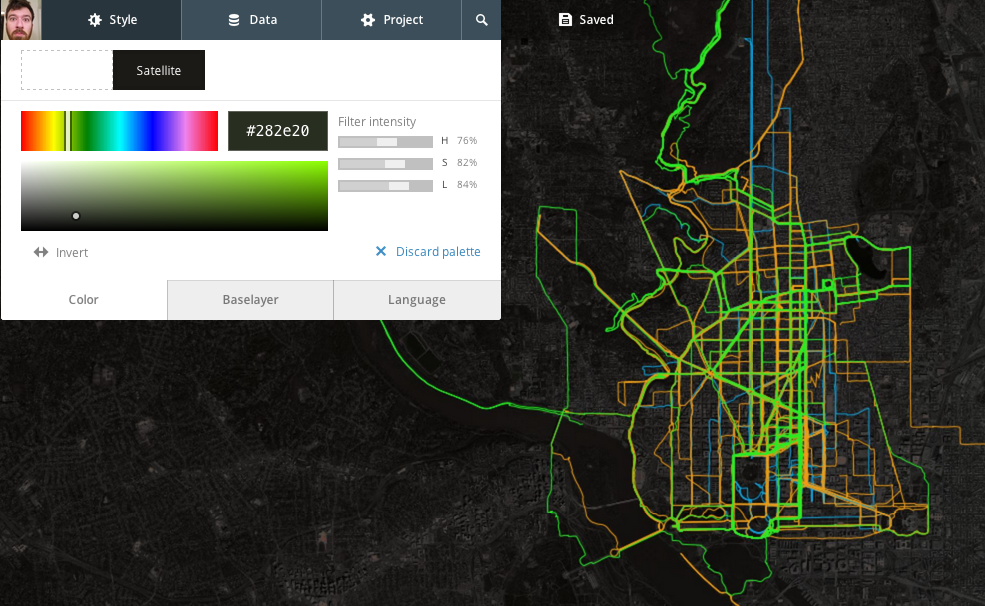 Style
Data
Project
Saved
Satellite
#282e20
Filter intensity
H 76%
S 82%
L 84%
Invert
Discard palette
Color
Baselayer
Language